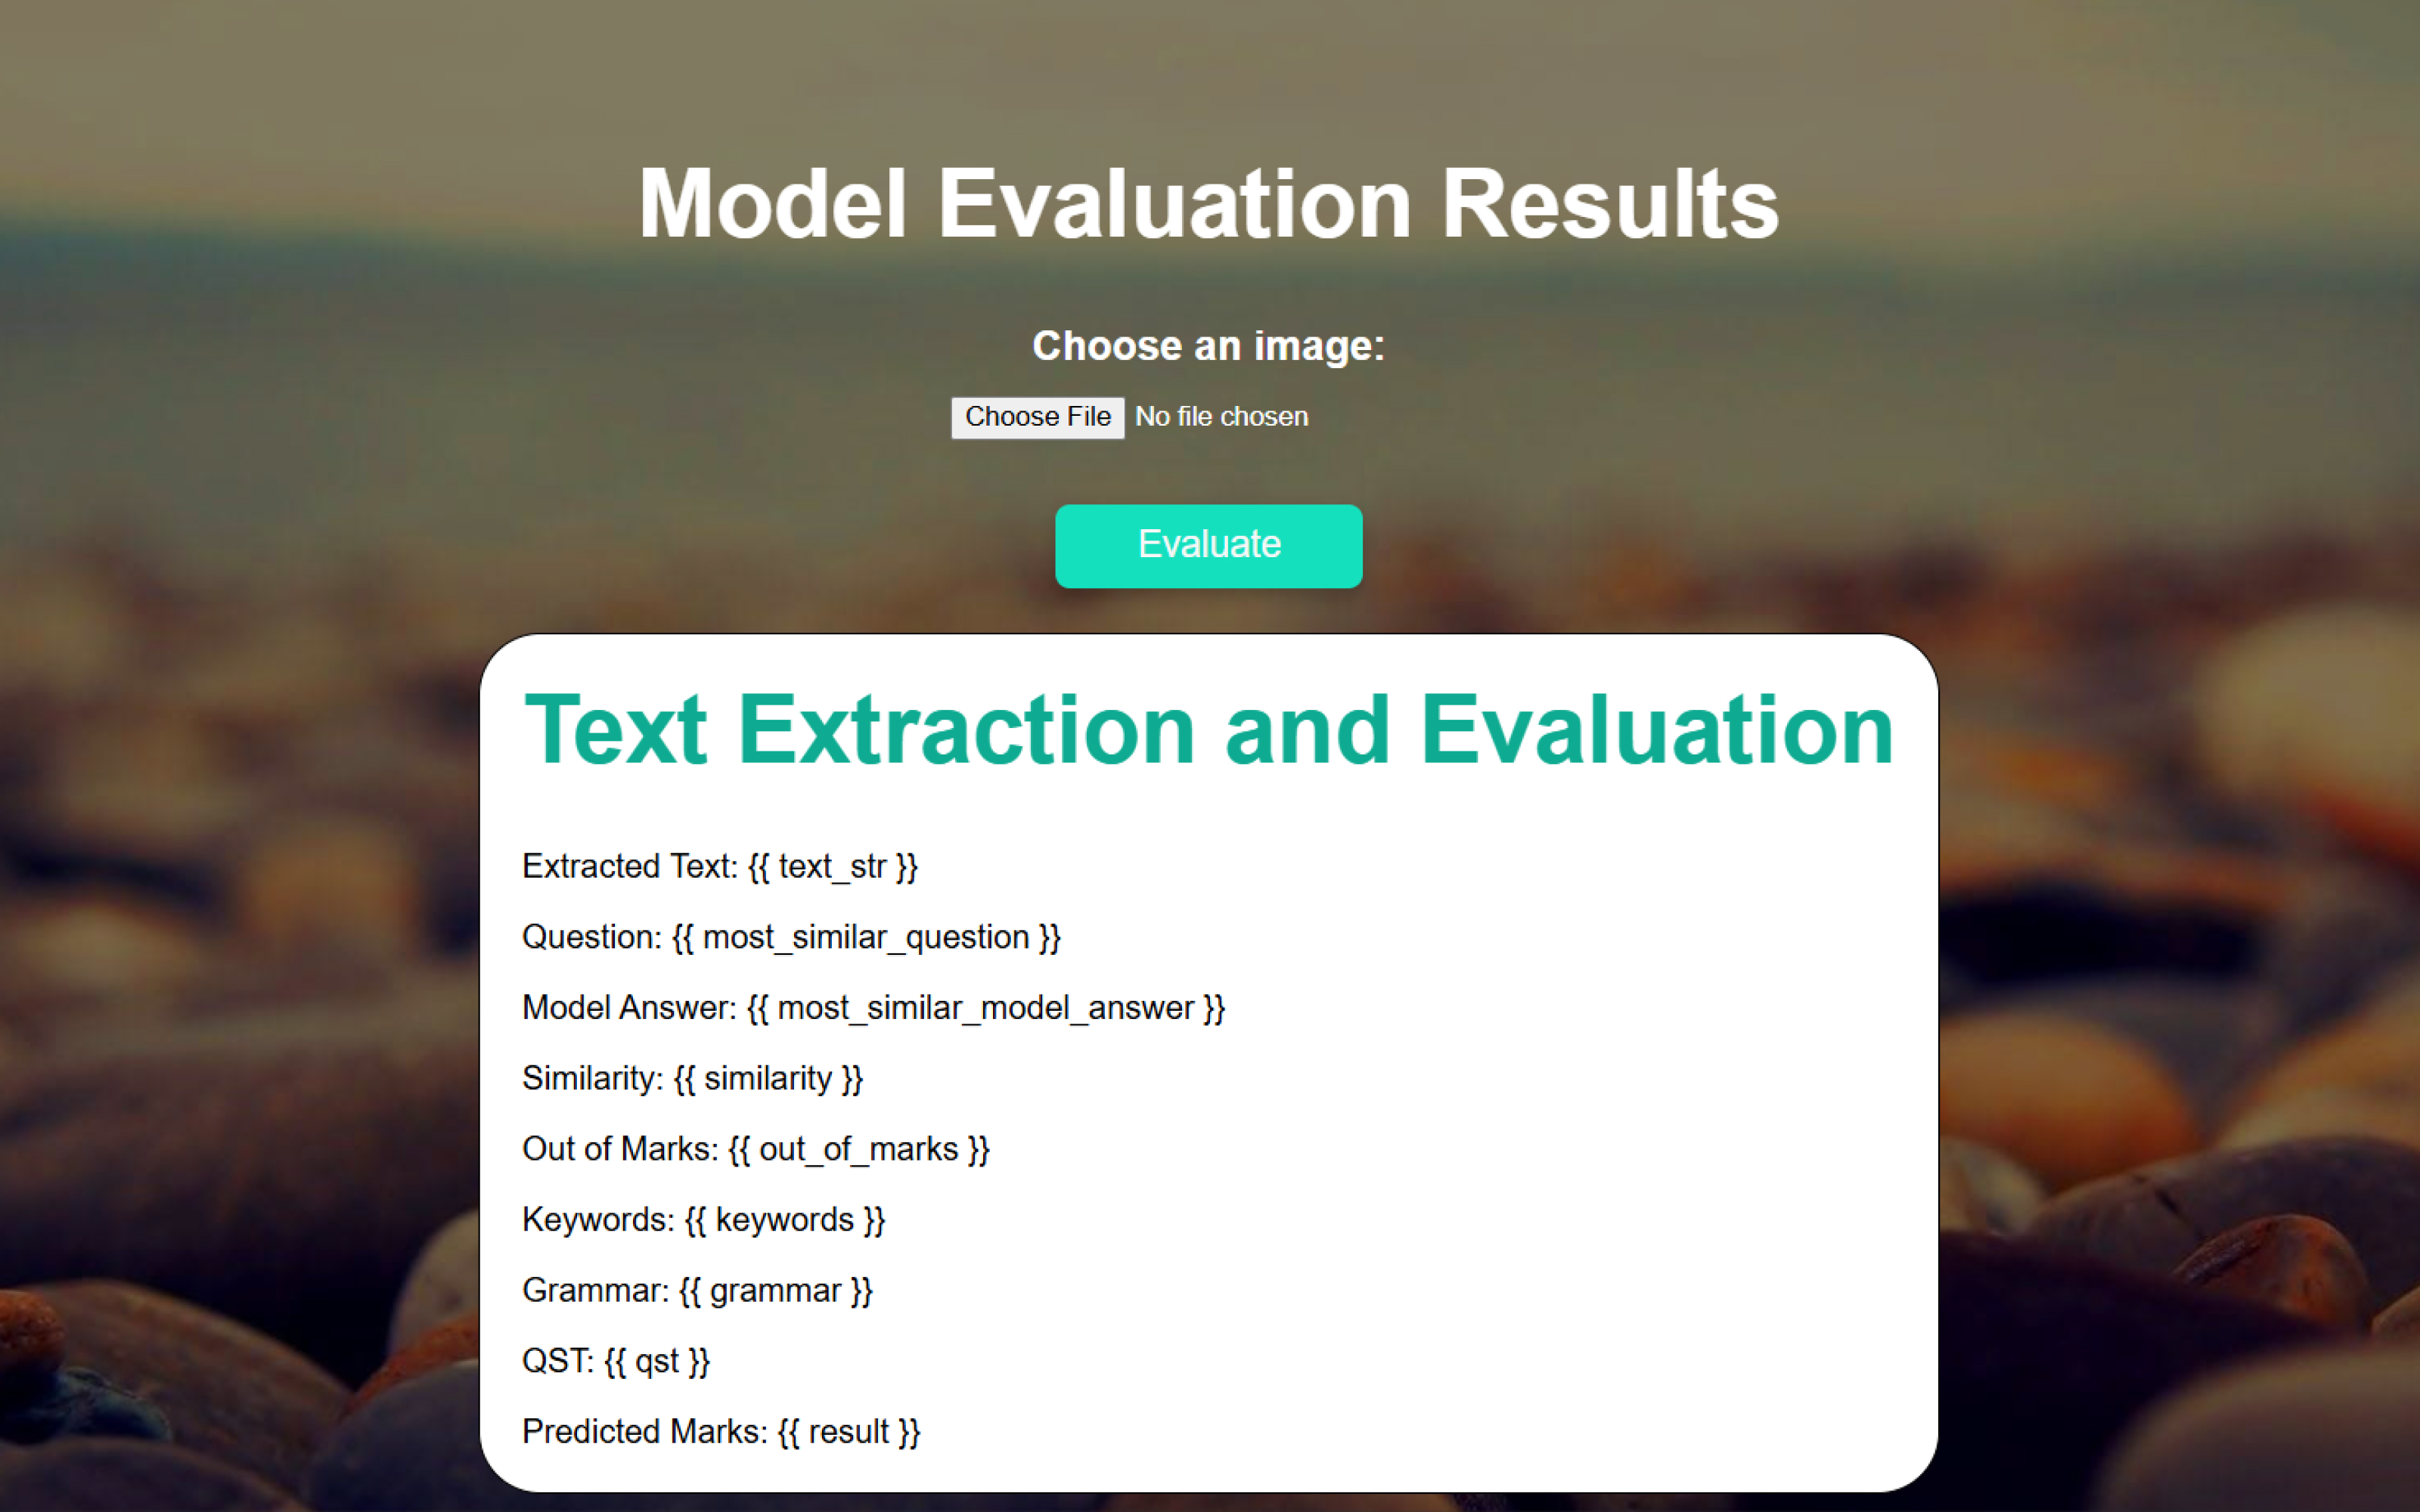 Model Evaluation Results
Choose an image:
Choose File No file chosen
Evaluate
Text Extraction and Evaluation
Extracted Text: {{ text_str }}
Question: {{ most_similar_question }}
Model Answer: {{ most_similar_model_answer }}
Similarity: {{ similarity }}
Out of Marks: {{ out_of_marks }}
Keywords: {{ keywords }}
Grammar: {{ grammar }}
QST: {{ qst }}
Predicted Marks: {{ result }}